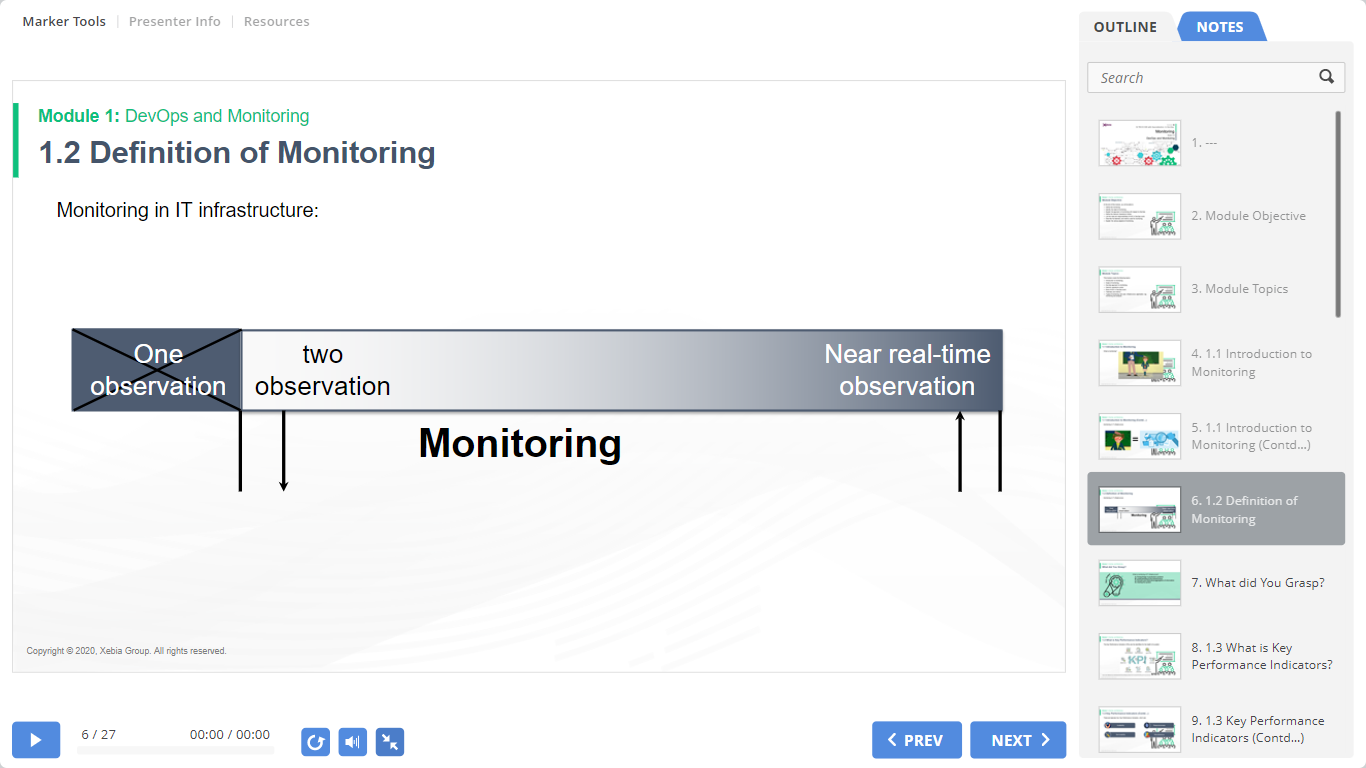 Marker Tools
Presenter Info
Resources
Module 1: DevOps and Monitoring
1.2 Definition of Monitoring
Monitoring in IT infrastructure:
One
observation
two
observation
Near real-time
observation
Monitoring
Copyright © 2020, Xebia Group. All rights reserved.
6 / 27
00:00 / 00:00
PREV
NEXT
OUTLINE
NOTES
Search
1. ---
2. Module Objective
3. Module Topics
4. 1.1 Introduction to
Monitoring
5. 1.1 Introduction to
Monitoring (Contd...)
6. 1.2 Definition of
Monitoring
7. What did You Grasp?
8. 1.3 What is Key
Performance Indicators?
9. 1.3 Key Performance
Indicators (Contd...)
KPI